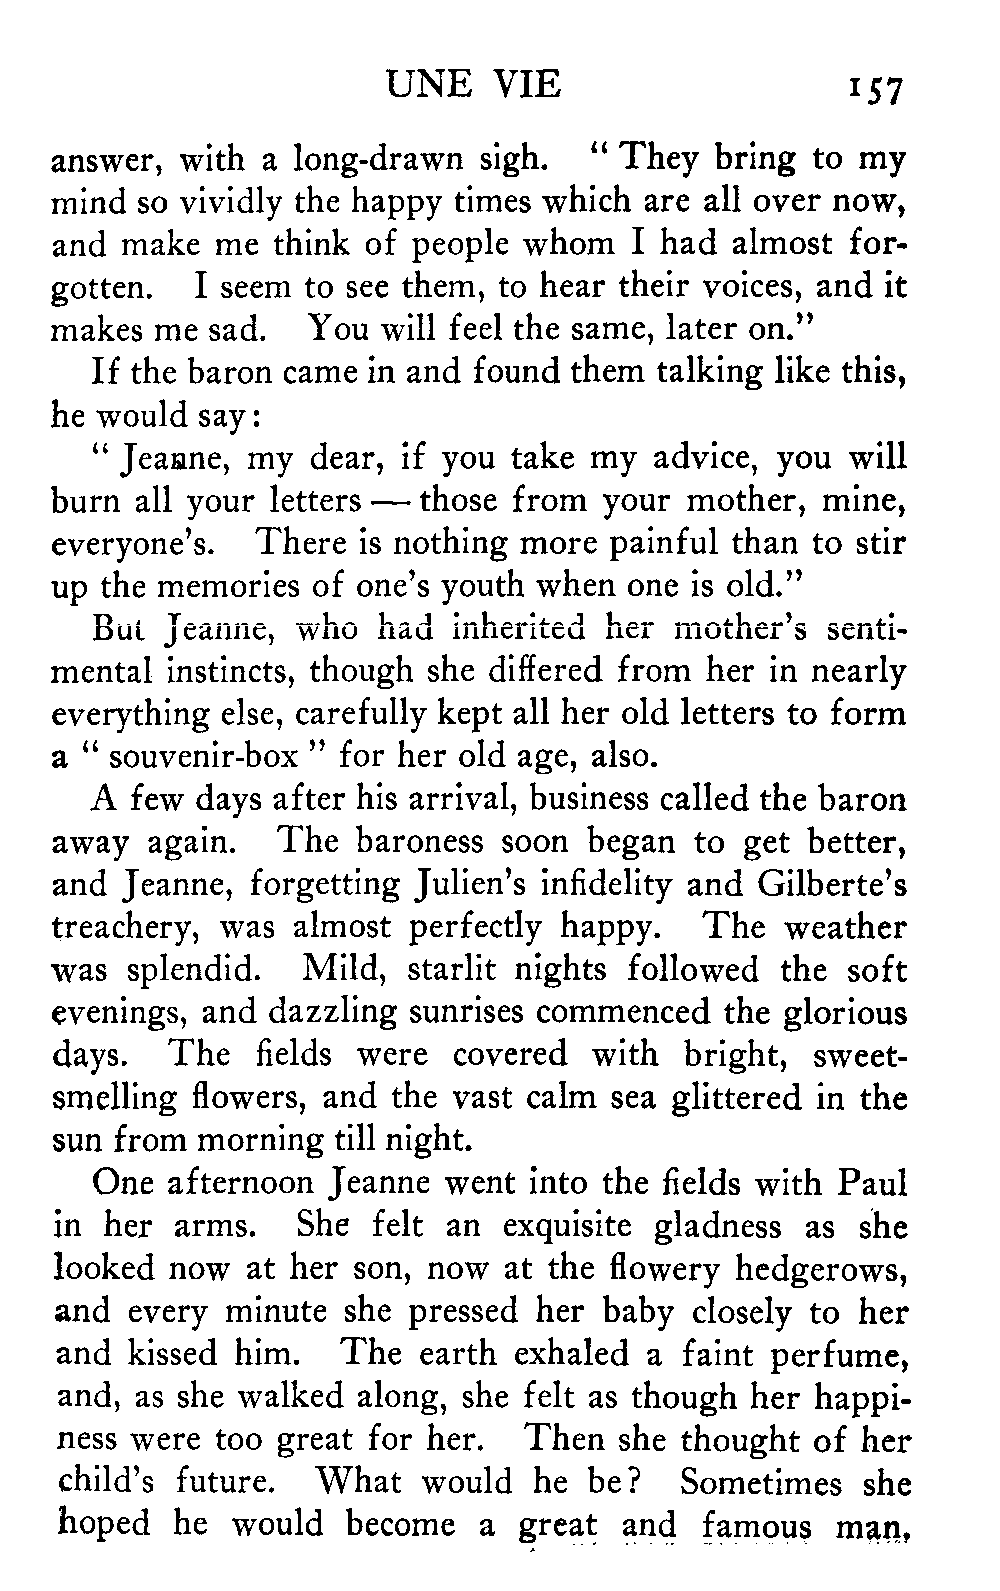 UNE VIE 157
answer, with a long-drawn sigh. " They bring to my
mind so vividly the happy times which are all over now,
and make me think of people whom I had almost for-
gotten. I seem to see them, to hear their voices, and it
makes me sad. You will feel the same, later on."
If the baron came in and found them talking like this,
he would say:
" Jeanne, my dear, if you take my advice, you will
burn all your letters — those from your mother, mine,
everyone's. There is nothing more painful than to stir
up the memories of one's youth when one is old."
But Jeanne, who had inherited her mother's senti-
mental instincts, though she differed from her in nearly
everything else, carefully kept all her old letters to form
a " souvenir-box " for her old age, also.
A few days after his arrival, business called the baron
away again. The baroness soon began to get better,
and Jeanne, forgetting Julien's infidelity and Gilberte's
treachery, was almost perfectly happy. The weather
was splendid. Mild, starlit nights followed the soft
evenings, and dazzling sunrises commenced the glorious
days. The fields were covered with bright, sweet-
smelling flowers, and the vast calm sea glittered in the
sun from morning till night.
One afternoon Jeanne went into the fields with Paul
in her arms. She felt an exquisite gladness as she
looked now at her son, now at the flowery hedgerows,
and every minute she pressed her baby closely to her
and kissed him. The earth exhaled a faint perfume,
and, as she walked along, she felt as though her happi-
ness were too great for her. Then she thought of her
child's future. What would he be? Sometimes she
hoped he would become a great and famous man.